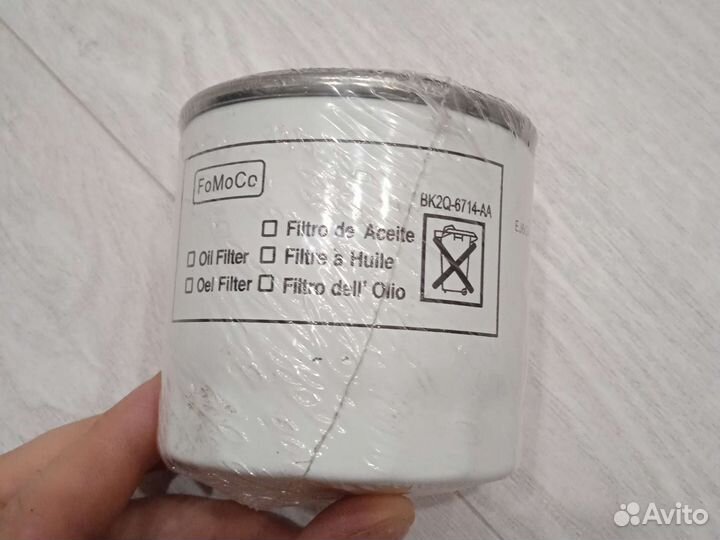 FoMoCo
BK2Q-6714-AA
Filtro de Aceite
Oil Filter Filtre à Huile
Oel Filter Filtro dell' Olio
Avito